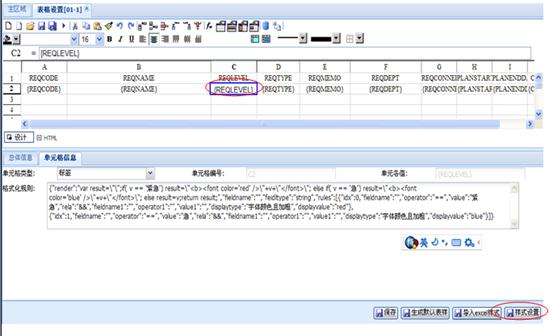 主区域 表格设置[01-1]
16 B I U
C2 = {REQLEVEL}
A B C D E F G H I
1 REQCODE REQNAME REQLEVEL REQTYPE REQMEMO REQDEPT REQCONNE PLANSTAR PLANENDD
2 {REQCODE} {REQNAME} {REQLEVEL} {REQTYPE} {REQMEMO} {REQDEPT} {REQCONN {PLANSTAF {PLANEND
3
4
设计 HTML
总体信息 单元格信息
单元格类型: 标签 单元格编号: C2 单元名值: {REQLEVEL}
格式化规则: {"render":"var result=\"\";if( v == '紧急') result=\"<b><font color='red' />\"+v+\"</font>\"; else if( v == '急') result=\"<b><font
color='blue' />\"+v+\"</font>\"; else result=v;return result;","fieldname":"","fieldtype":"string","rules":[{"idx":0,"fieldname":"","operator":"==","value":"紧
急","rela":"&&","fieldname1":"","operator1":"","value1":"","displaytype":"字体颜色且加粗","displayvalue":"red"},
{"idx":1,"fieldname":"","operator":"==","value":"急","rela":"&&","fieldname1":"","operator1":"","value1":"","displaytype":"字体颜色且加粗","displayvalue":"blue"}]}
英
保存 生成默认表样 导入excel样式 样式设置